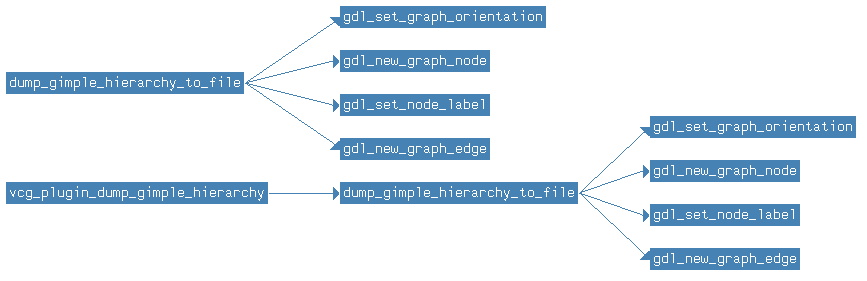 gdl_set_graph_orientation
gdl_new_graph_node
dump_gimple_hierarchy_to_file
gdl_set_node_label
gdl_new_graph_edge
gdl_set_graph_orientation
gdl_new_graph_node
vcg_plugin_dump_gimple_hierarchy
dump_gimple_hierarchy_to_file
gdl_set_node_label
gdl_new_graph_edge